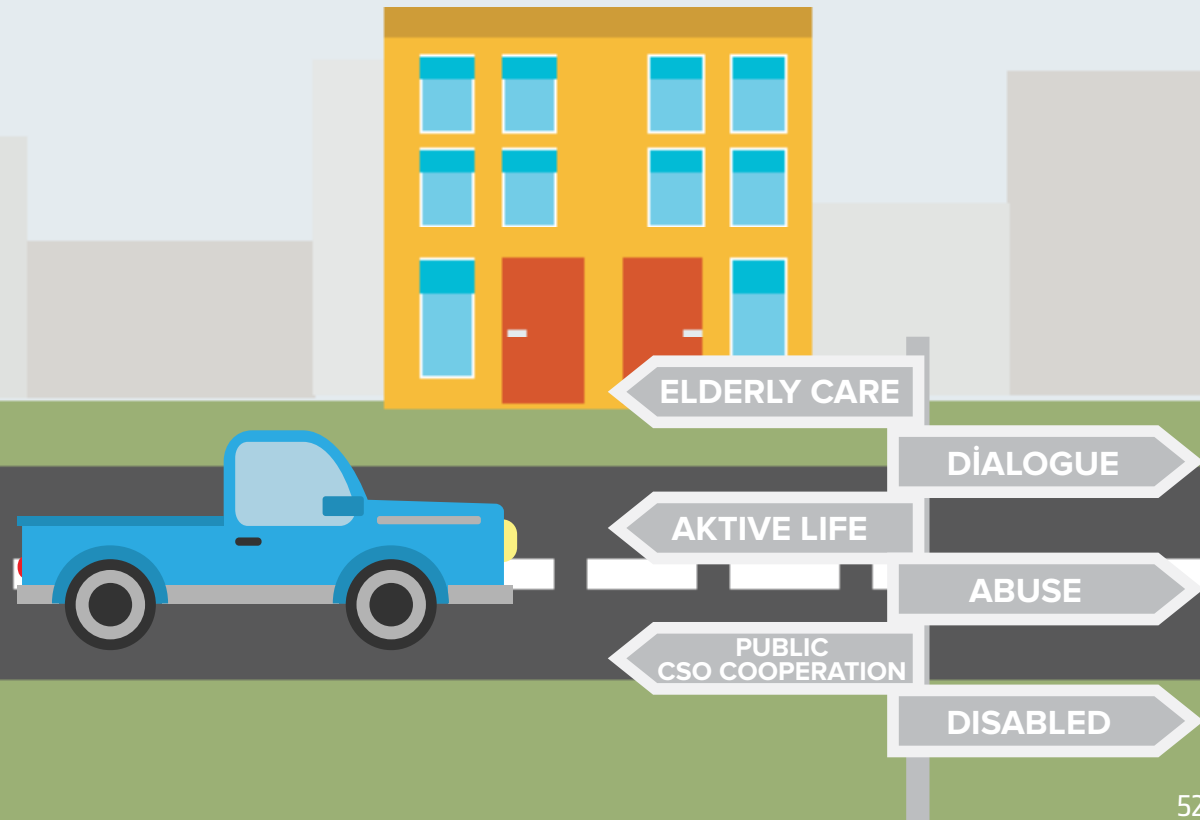 ELDERLY CARE
DİALOGUE
AKTIVE LIFE
ABUSE
PUBLIC
CSO COOPERATION
DISABLED
52